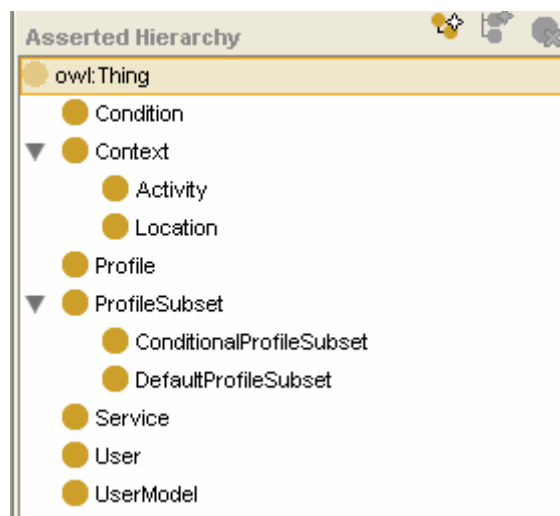 Asserted Hierarchy
owl:Thing
Condition
Context
Activity
Location
Profile
ProfileSubset
ConditionalProfileSubset
DefaultProfileSubset
Service
User
UserModel